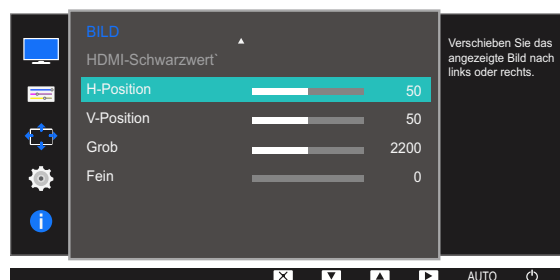 BILD
HDMI-Schwarzwert`
H-Position 50
V-Position 50
Grob 2200
Fein 0
Verschieben Sie das
angezeigte Bild nach
links oder rechts.
AUTO